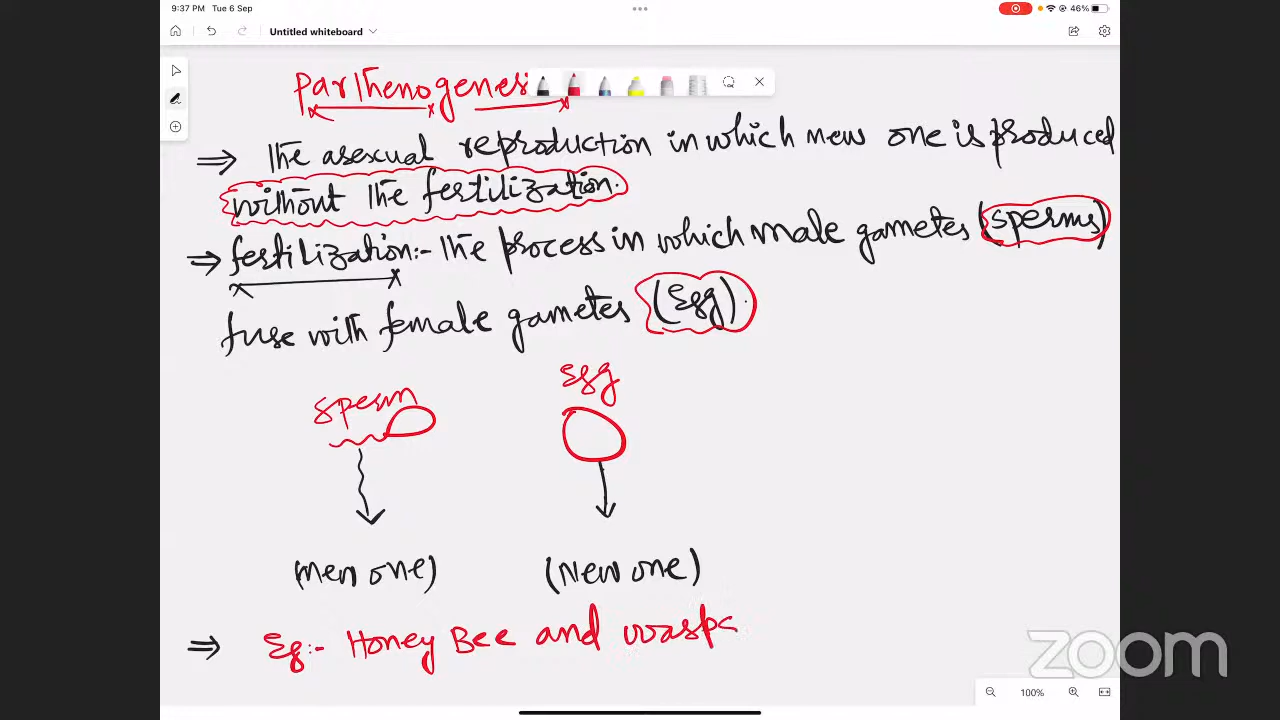 9:37 PM Tue 6 Sep
46%
Untitled whiteboard
Parthenogenesi
⇒ The asexual reproduction in which new one is produced
without the fertilization.
⇒ fertilization:- The process in which male gametes (sperms)
fuse with female gametes (Egg).
sperm
Egg
(new one)
(New one)
⇒ Eg:- Honey Bee and waspc
zoom
100%